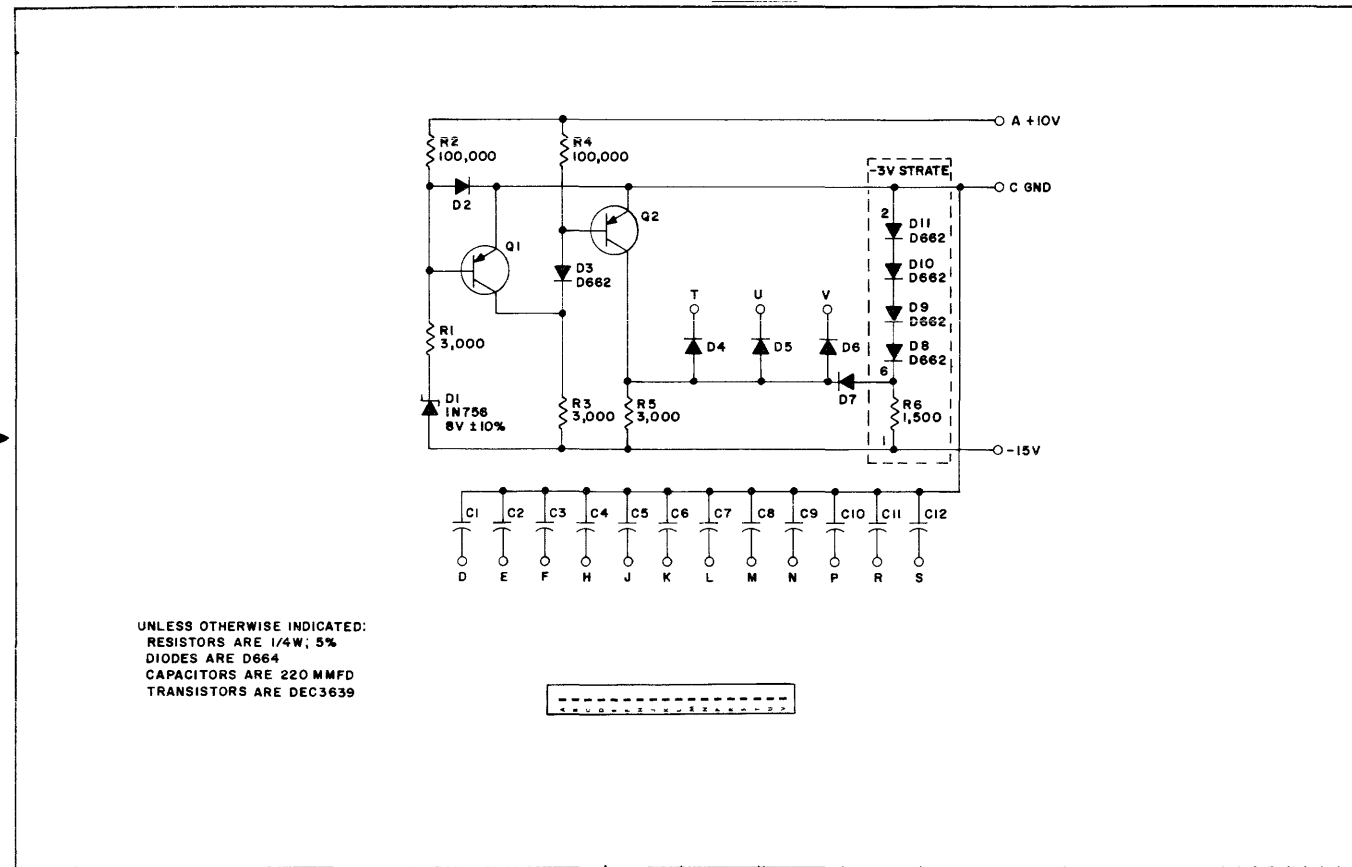 A +10V
R2
100,000
R4
100,000
-3V STRATE
C GND
D2
Q2
2
D11
D662
Q1
D3
D662
D10
D662
T
U
V
D9
D662
R1
3,000
D4
D5
D6
D8
D662
6
D7
D1
1N756
8V ±10%
R3
3,000
R5
3,000
R6
1,500
1
-15V
C1 C2 C3 C4 C5 C6 C7 C8 C9 C10 C11 C12
D E F H J K L M N P R S
UNLESS OTHERWISE INDICATED:
RESISTORS ARE 1/4W; 5%
DIODES ARE D664
CAPACITORS ARE 220 MMFD
TRANSISTORS ARE DEC3639
A B C D E F H J K L M N P R S T U V